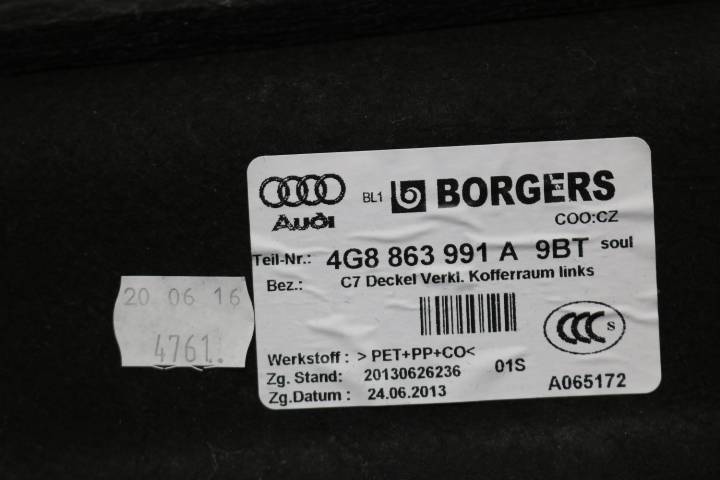 Audi
BL1 BORGERS
COO:CZ
Teil-Nr.: 4G8 863 991 A 9BT soul
Bez.: C7 Deckel Verkl. Kofferraum links
CCC S
Werkstoff : > PET+PP+CO<
Zg. Stand: 20130626236 01S
Zg.Datum : 24.06.2013
A065172
20 06 16
4761.